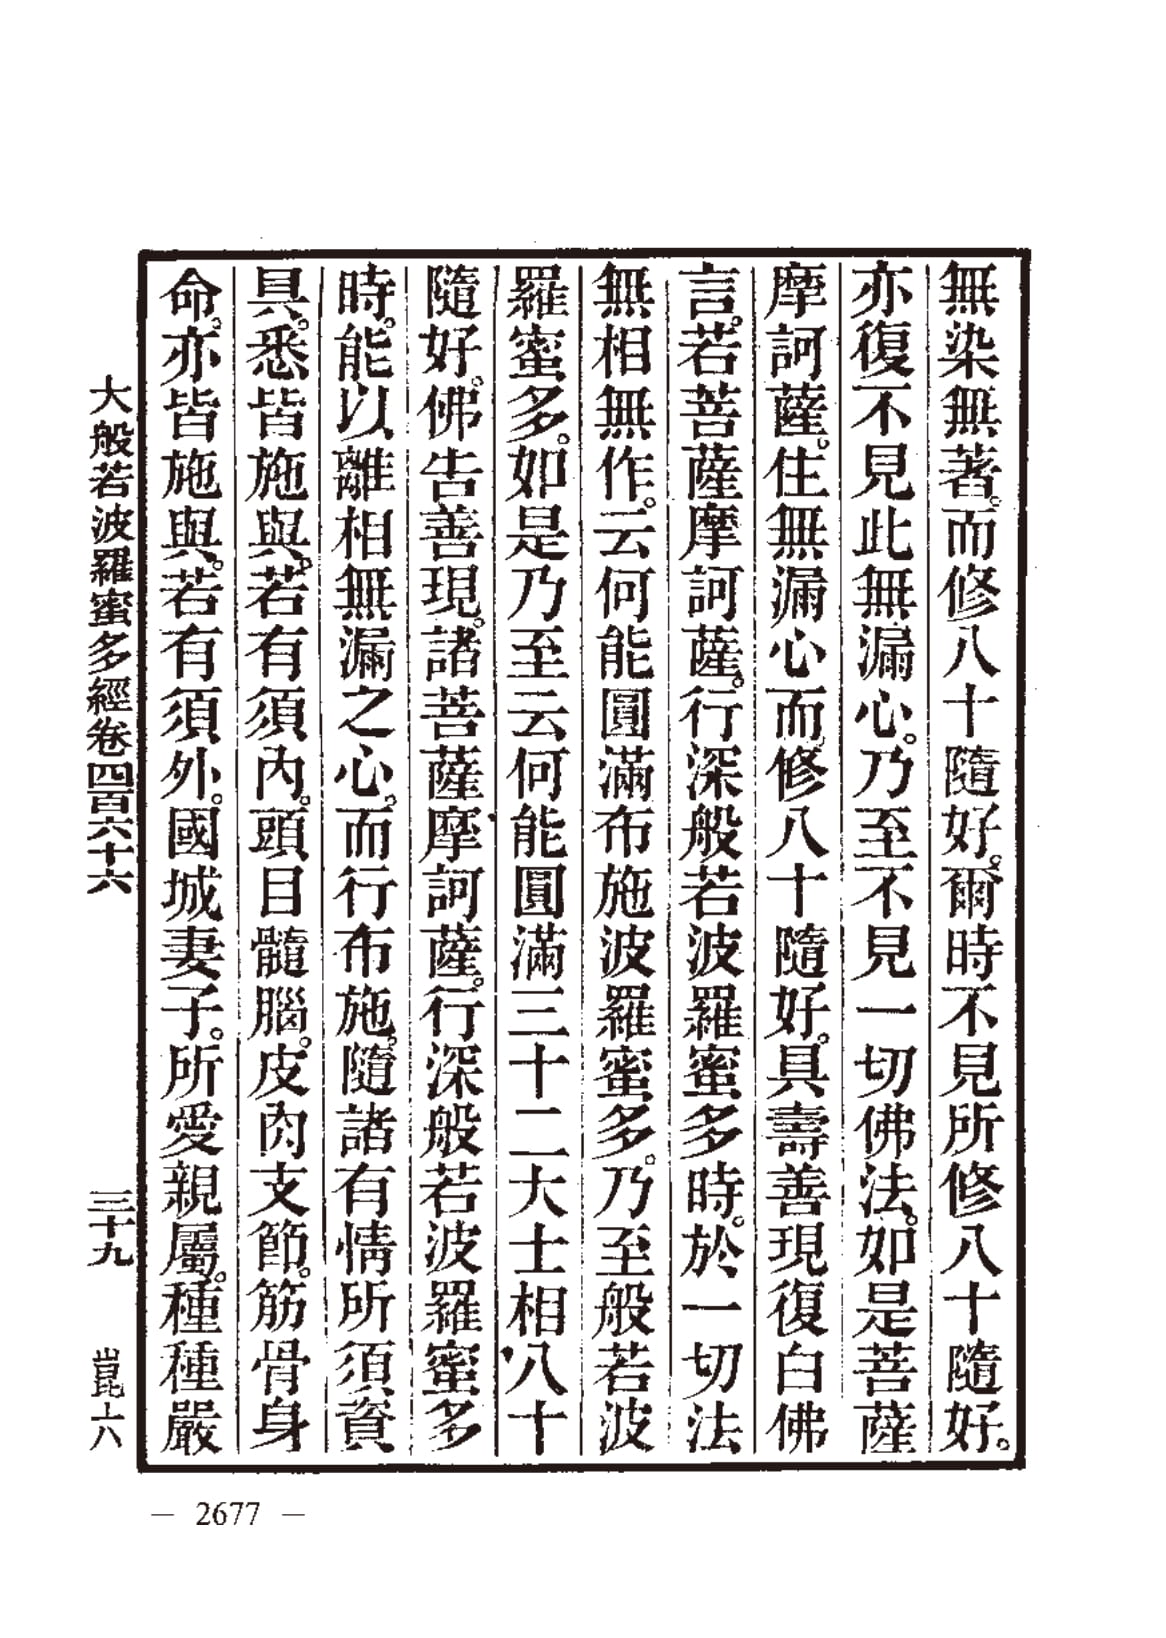 無染無著。而修八十隨好。爾時不見所修八十隨好。
亦復不見此無漏心。乃至不見一切佛法。如是菩薩
摩訶薩。住無漏心而修八十隨好。具壽善現復白佛
言。若菩薩摩訶薩。行深般若波羅蜜多時。於一切法
無相無作。云何能圓滿布施波羅蜜多。乃至般若波
羅蜜多。如是乃至云何能圓滿三十二大士相八十
隨好。佛告善現。諸菩薩摩訶薩。行深般若波羅蜜多
時。能以離相無漏之心。而行布施。隨諸有情所須資
具。悉皆施與。若有須內。頭目髓腦。皮肉支節。筋骨身
命。亦皆施與。若有須外。國城妻子。所愛親屬。種種嚴
大般若波羅蜜多經卷四百六十六 三十九 崑六
— 2677 —